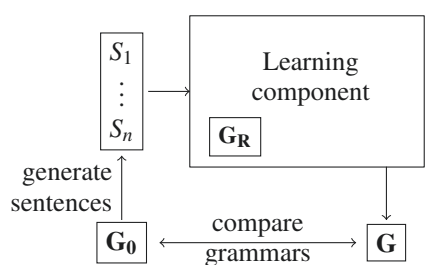 S1
⋮
Sn
Learning
component
GR
generate
sentences
G0
compare
grammars
G